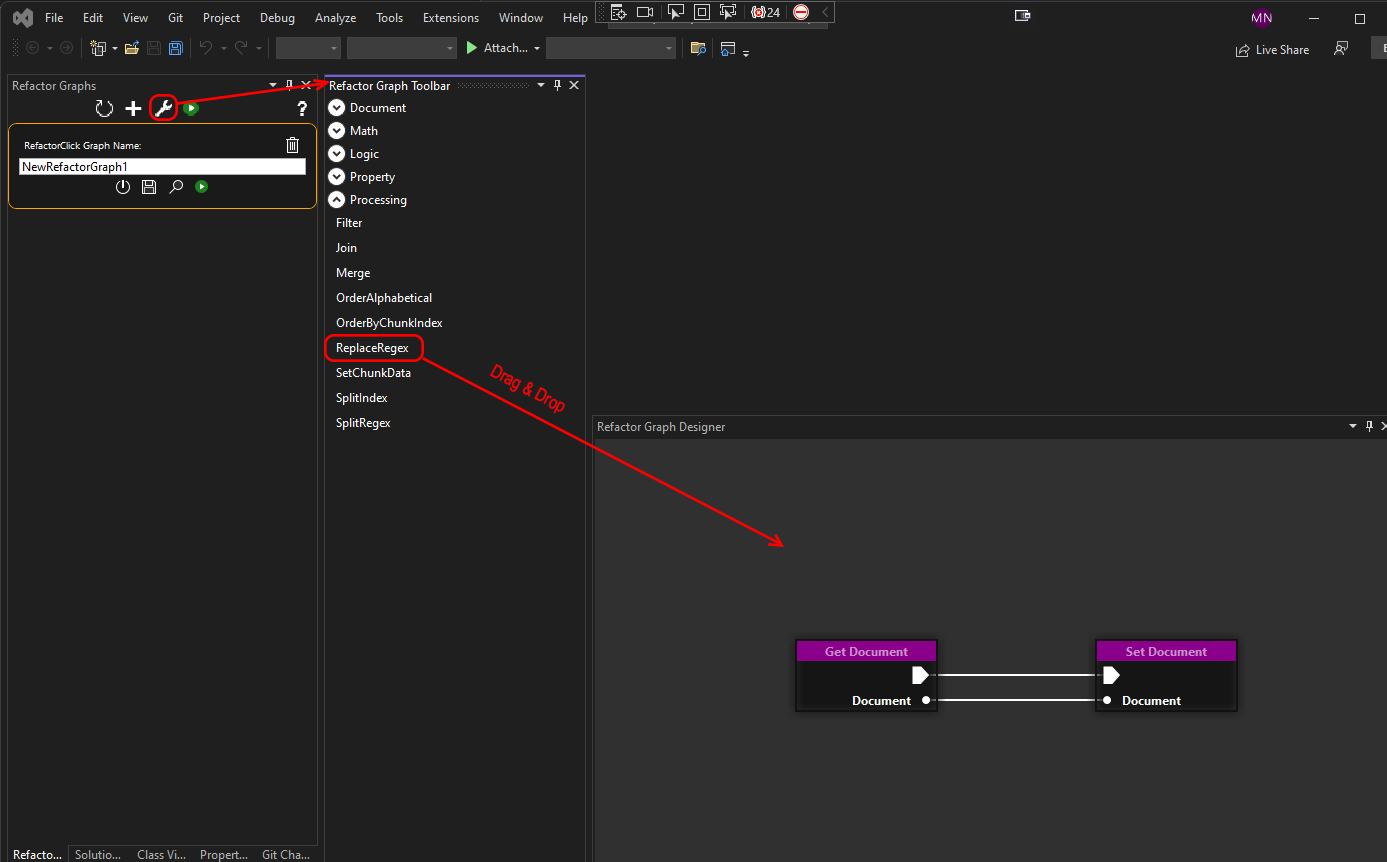 File Edit View Git Project Debug Analyze Tools Extensions Window Help
24
MN
Attach...
Live Share
Refactor Graphs
?
RefactorClick Graph Name:
NewRefactorGraph1
Refactor Graph Toolbar
Document
Math
Logic
Property
Processing
Filter
Join
Merge
OrderAlphabetical
OrderByChunkIndex
ReplaceRegex
SetChunkData
SplitIndex
SplitRegex
Drag & Drop
Refactor Graph Designer
Get Document
Document
Set Document
Document
Refacto... Solutio... Class Vi... Propert... Git Cha...